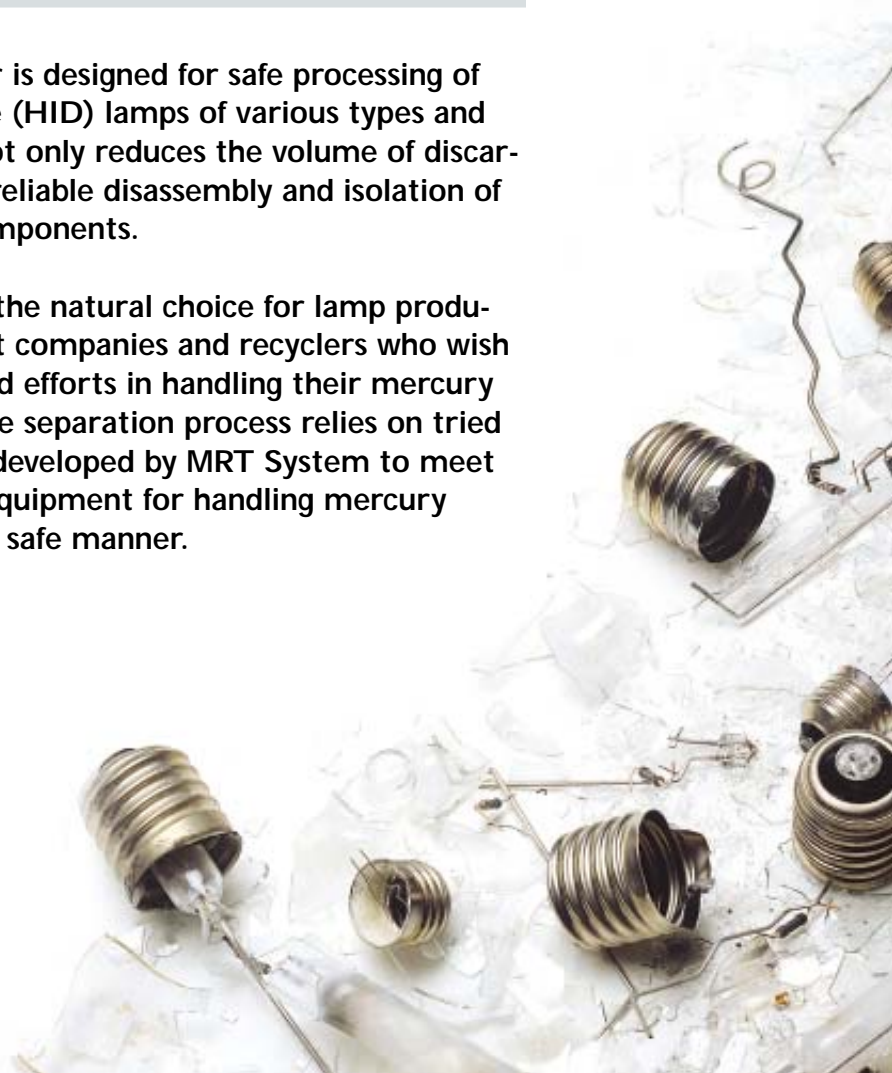 is designed for safe processing of
(HID) lamps of various types and
only reduces the volume of discar-
reliable disassembly and isolation of
mponents.
the natural choice for lamp produ-
companies and recyclers who wish
efforts in handling their mercury
separation process relies on tried
developed by MRT System to meet
quipment for handling mercury
safe manner.